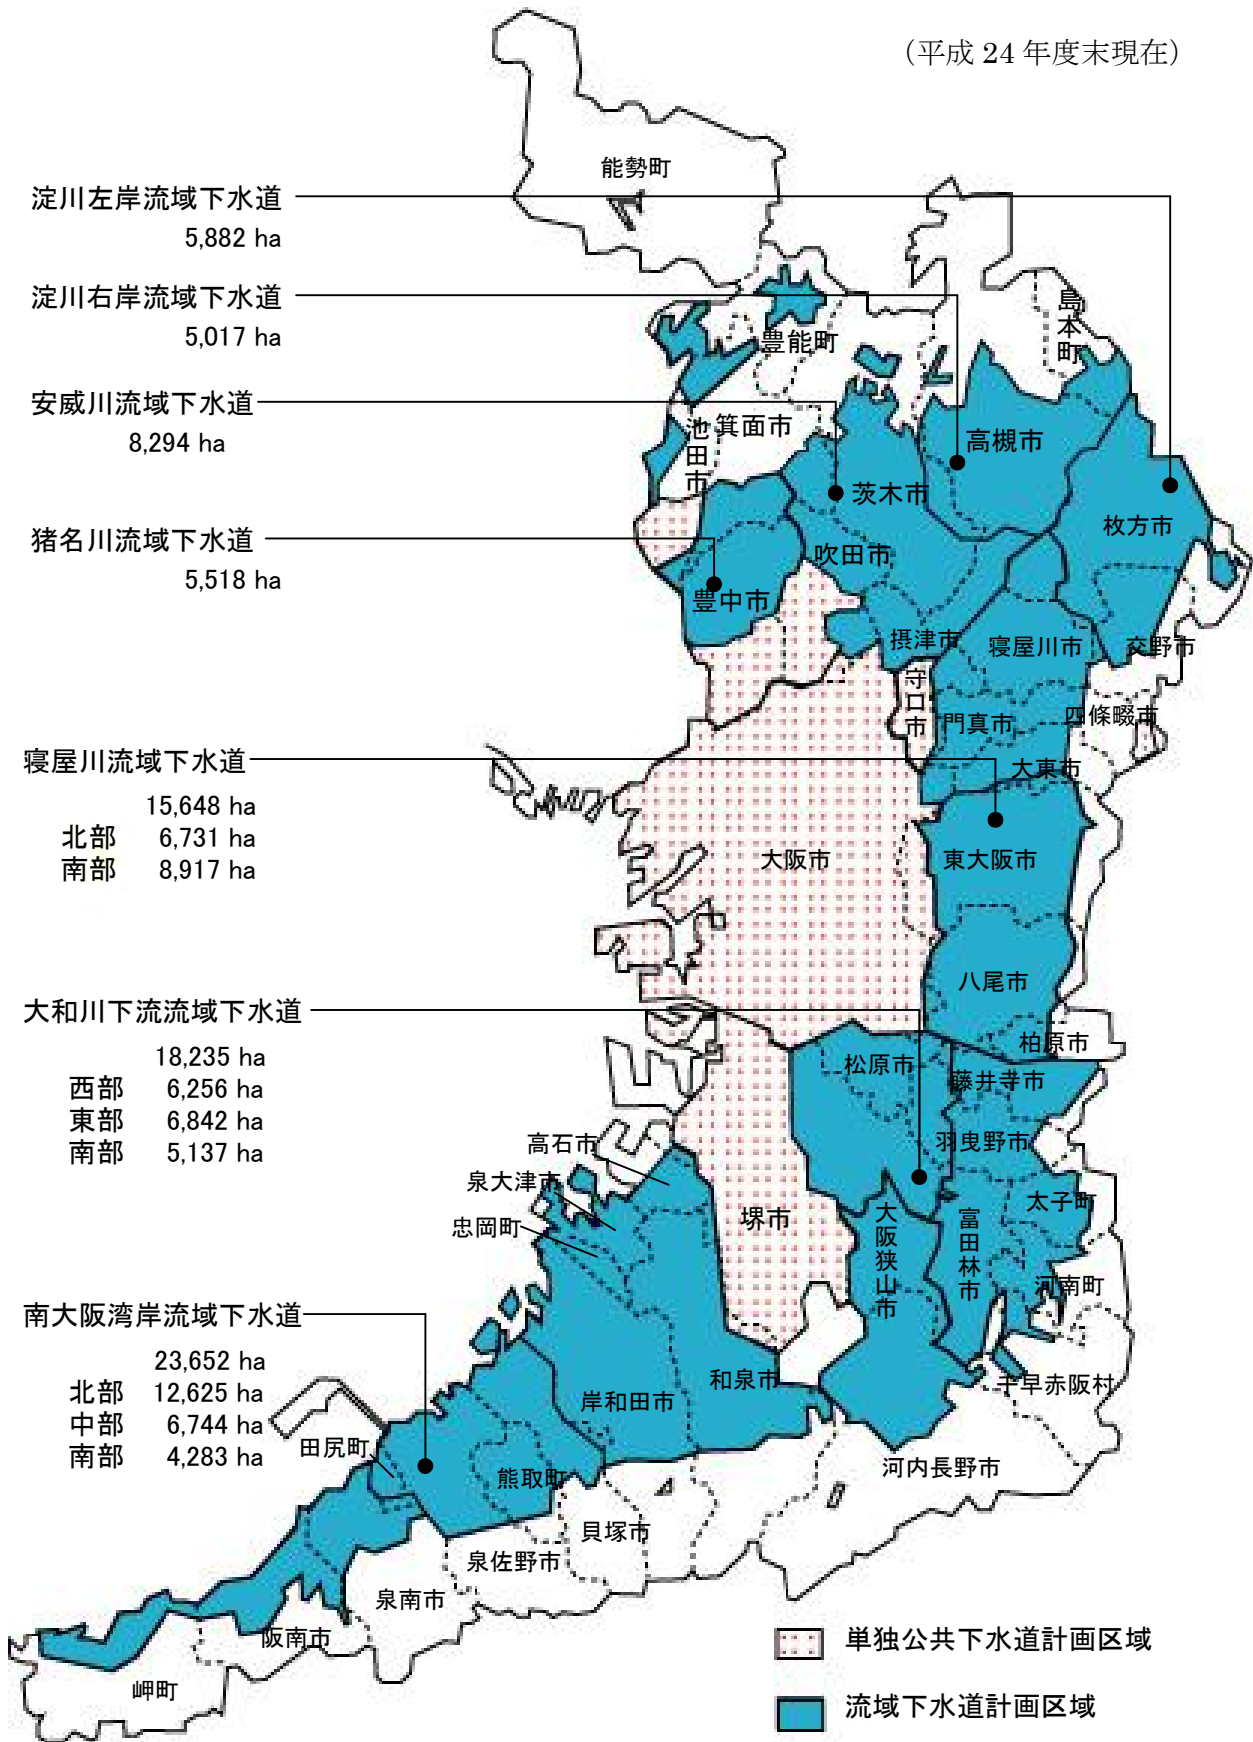 (平成 24 年度末現在)
能勢町
淀川左岸流域下水道
5,882 ha
淀川右岸流域下水道
5,017 ha
島本町
豊能町
安威川流域下水道
8,294 ha
池田市
箕面市
高槻市
茨木市
枚方市
猪名川流域下水道
5,518 ha
吹田市
豊中市
摂津市
寝屋川市
交野市
守口市
門真市
四條畷市
大東市
寝屋川流域下水道
15,648 ha
北部 6,731 ha
南部 8,917 ha
大阪市
東大阪市
八尾市
大和川下流流域下水道
18,235 ha
西部 6,256 ha
東部 6,842 ha
南部 5,137 ha
柏原市
松原市
藤井寺市
羽曳野市
高石市
泉大津市
忠岡町
堺市
大阪狭山市
富田林市
太子町
河南町
南大阪湾岸流域下水道
23,652 ha
北部 12,625 ha
中部 6,744 ha
南部 4,283 ha
和泉市
岸和田市
千早赤阪村
田尻町
熊取町
河内長野市
貝塚市
泉佐野市
泉南市
阪南市
岬町
単独公共下水道計画区域
流域下水道計画区域